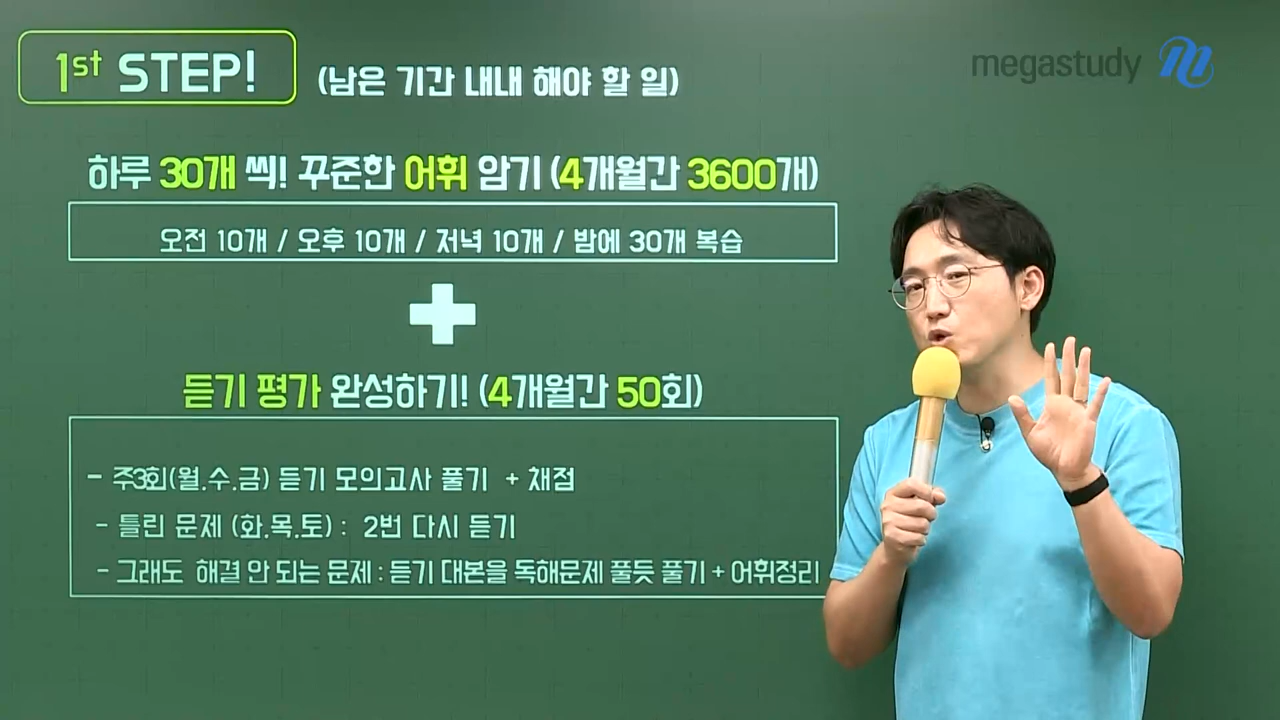 1st STEP! (남은 기간 내내 해야 할 일)
megastudy
하루 30개 씩! 꾸준한 어휘 암기 (4개월간 3600개)
오전 10개 / 오후 10개 / 저녁 10개 / 밤에 30개 복습
듣기 평가 완성하기! (4개월간 50회)
- 주3회(월.수.금) 듣기 모의고사 풀기 + 채점
- 틀린 문제 (화.목.토) : 2번 다시 듣기
- 그래도 해결 안 되는 문제 : 듣기 대본을 독해문제 풀듯 풀기 + 어휘정리